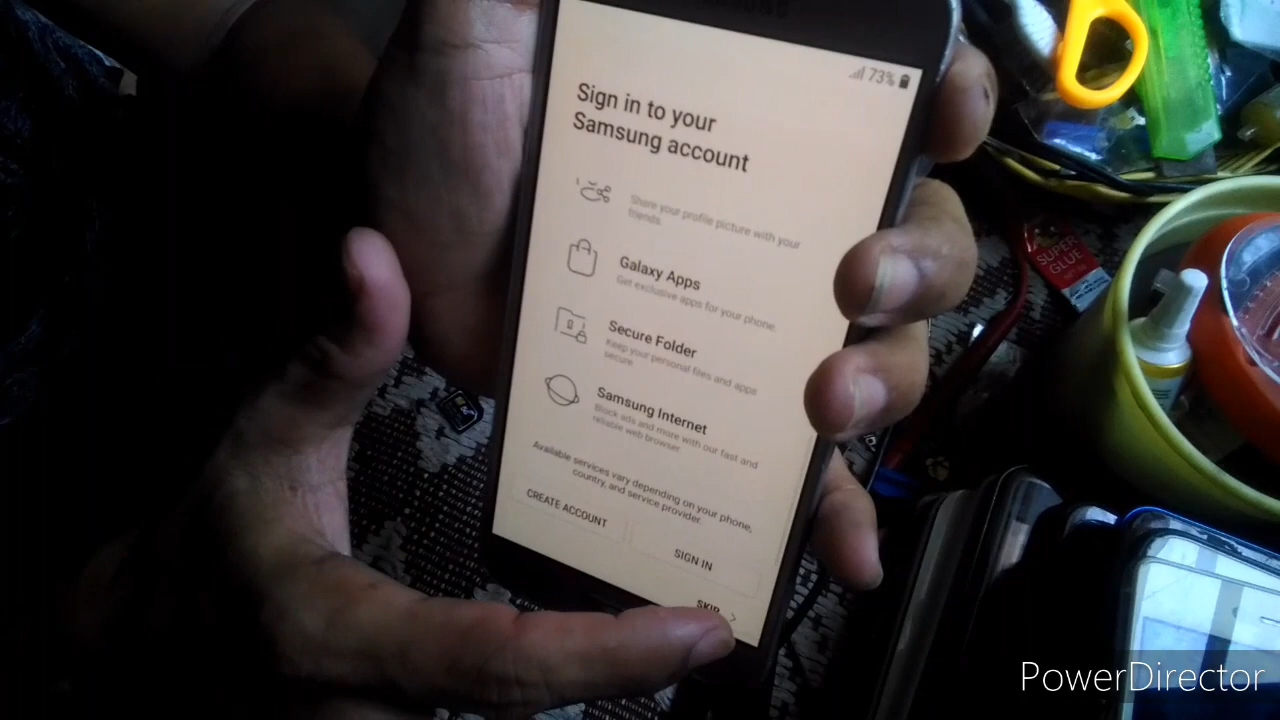 73%
Sign in to your
Samsung account
Share your profile picture with your
friends.
Galaxy Apps
Get exclusive apps for your phone.
Secure Folder
Keep your personal files and apps
secure.
Samsung Internet
Block ads and more with our fast and
reliable web browser.
Available services vary depending on your phone,
country, and service provider.
CREATE ACCOUNT
SIGN IN
SKIP
SUPER
GLUE
PowerDirector